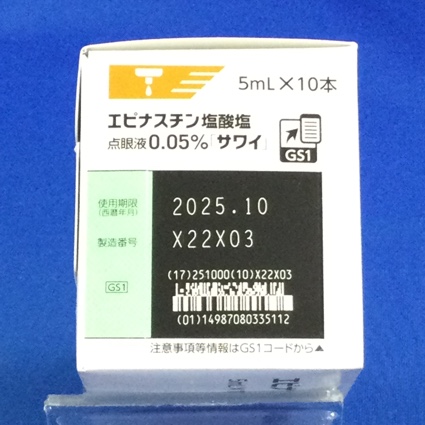 5mL×10本
エピナスチン塩酸塩
点眼液0.05%「サワイ」
GS1
使用期限
(西暦年月)
2025.10
製造番号
X22X03
(17)251000(10)X22X03
GS1
(01)14987080335112
注意事項等情報はGS1コードから▲